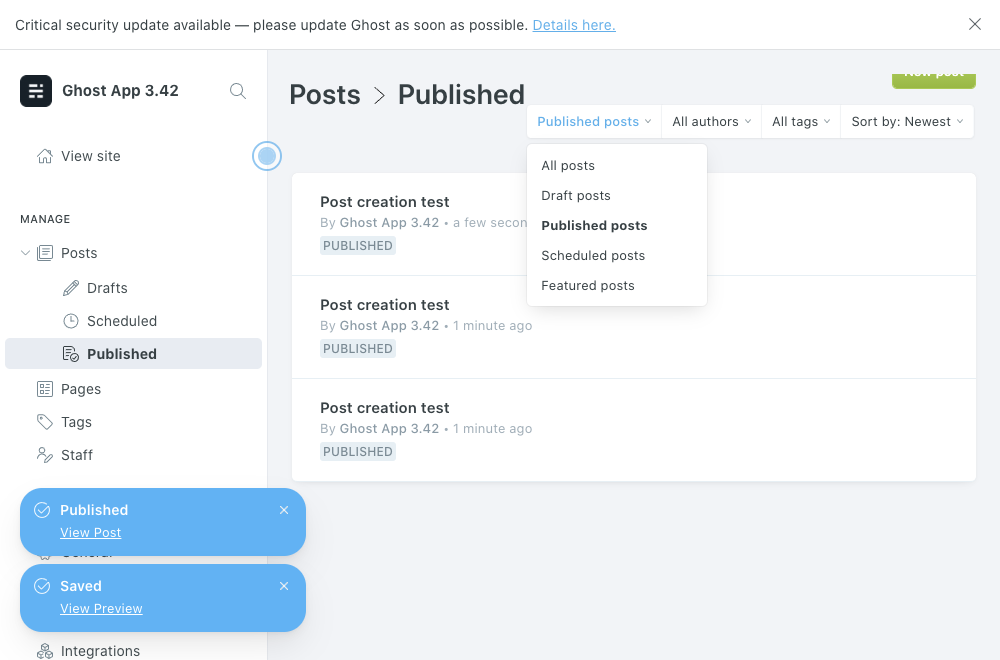 Critical security update available — please update Ghost as soon as possible. Details here.
Ghost App 3.42
View site
MANAGE
Posts
Drafts
Scheduled
Published
Pages
Tags
Staff
Published
View Post
General
Saved
View Preview
Integrations
Posts > Published
New post
Published posts
All authors
All tags
Sort by: Newest
All posts
Draft posts
Published posts
Scheduled posts
Featured posts
Post creation test
By Ghost App 3.42 • a few secon
PUBLISHED
Post creation test
By Ghost App 3.42 • 1 minute ago
PUBLISHED
Post creation test
By Ghost App 3.42 • 1 minute ago
PUBLISHED